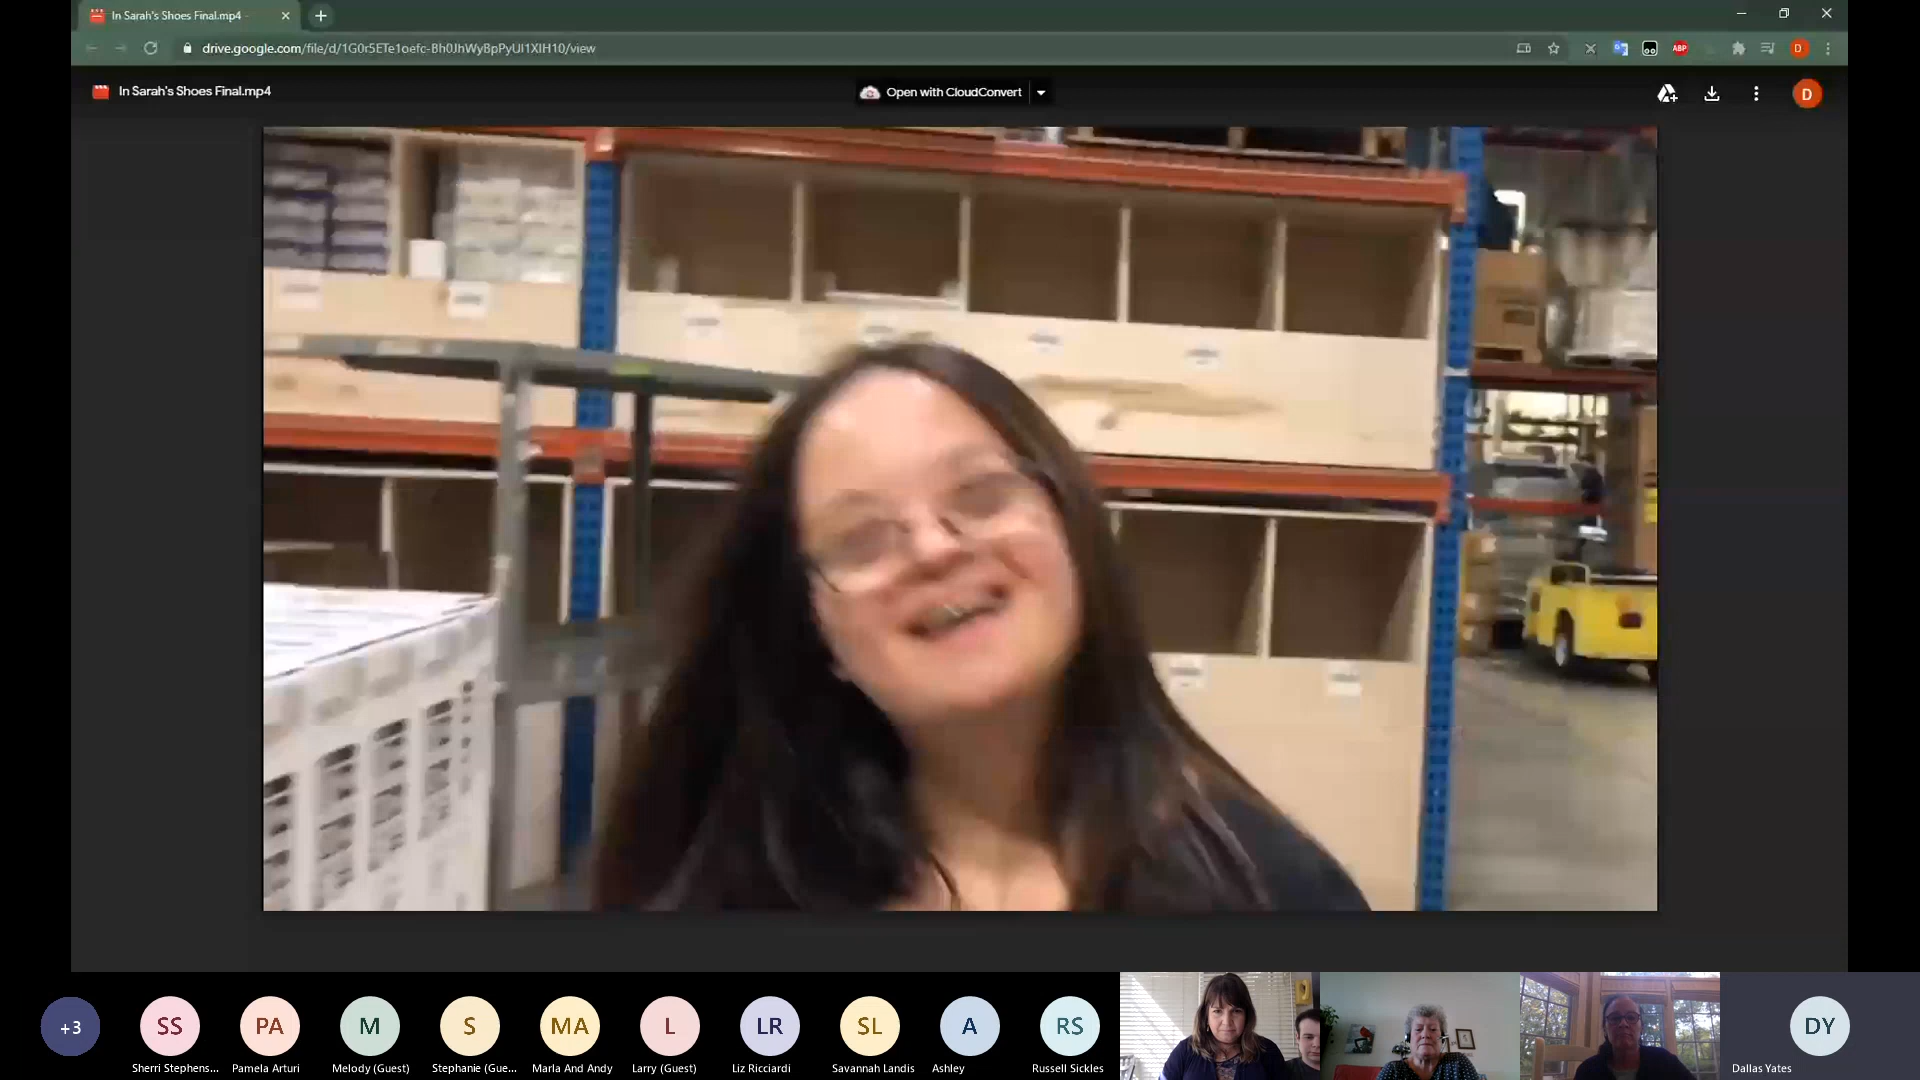 In Sarah's Shoes Final.mp4 -
drive.google.com/file/d/1G0r5ETe1oefc-Bh0JhWyBpPyUI1XIH10/view
ABP
D
In Sarah's Shoes Final.mp4
Open with CloudConvert
D
+3
SS
PA
M
S
MA
L
LR
SL
A
RS
DY
Sherri Stephens...
Pamela Arturi
Melody (Guest)
Stephanie (Gue...
Marla And Andy
Larry (Guest)
Liz Ricciardi
Savannah Landis
Ashley
Russell Sickles
Dallas Yates